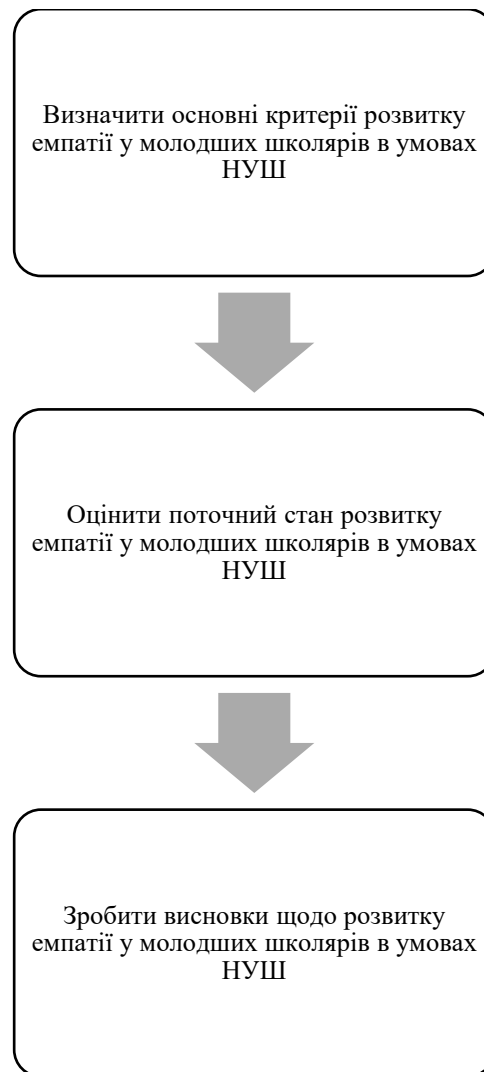 Визначити основні критерії розвитку
емпатії у молодших школярів в умовах
НУШ
Оцінити поточний стан розвитку
емпатії у молодших школярів в умовах
НУШ
Зробити висновки щодо розвитку
емпатії у молодших школярів в умовах
НУШ